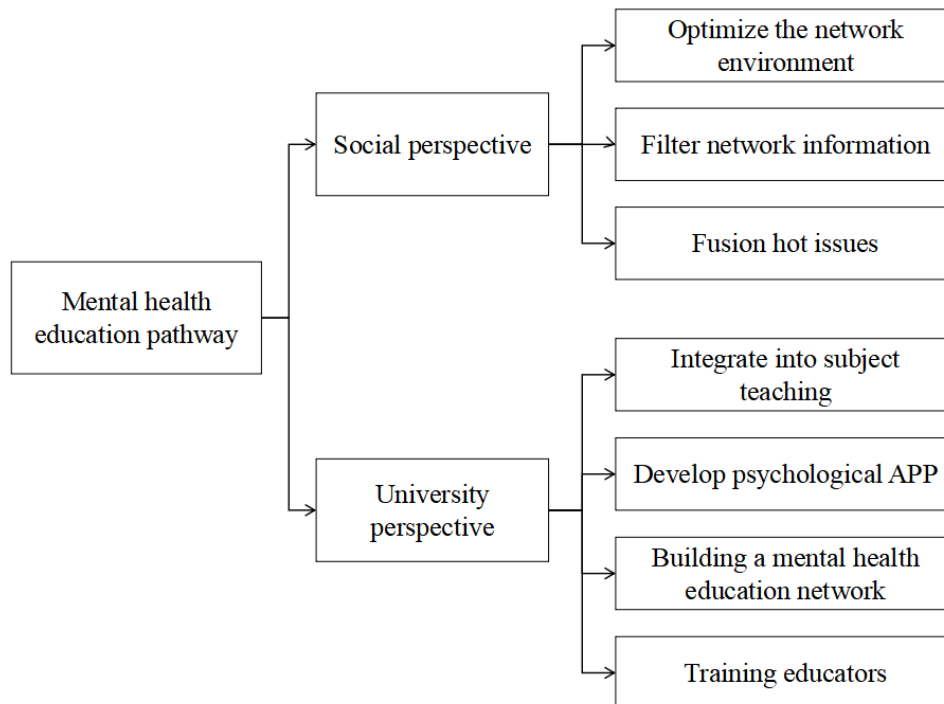 Optimize the network
environment
Social perspective
Filter network information
Fusion hot issues
Mental health
education pathway
Integrate into subject
teaching
University
perspective
Develop psychological APP
Building a mental health
education network
Training educators